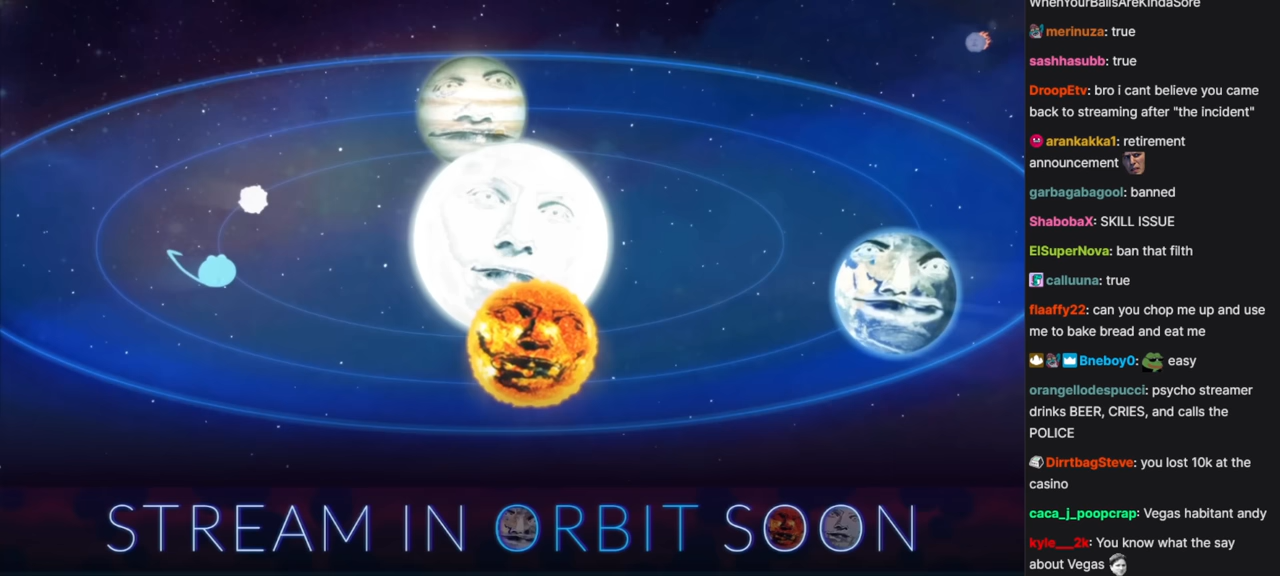 WhenYourBallsAreKindaSore
merinuza: true
sashhasubb: true
DroopEtv: bro i cant believe you came
back to streaming after "the incident"
arankakka1: retirement
announcement
garbagabagool: banned
ShabobaX: SKILL ISSUE
ElSuperNova: ban that filth
calluuna: true
flaaffy22: can you chop me up and use
me to bake bread and eat me
Bneboy0: easy
orangellodespucci: psycho streamer
drinks BEER, CRIES, and calls the
POLICE
DirrtbagSteve: you lost 10k at the
casino
caca_j_poopcrap: Vegas habitant andy
kyle__2k: You know what the say
about Vegas
STREAM IN ORBIT SOON